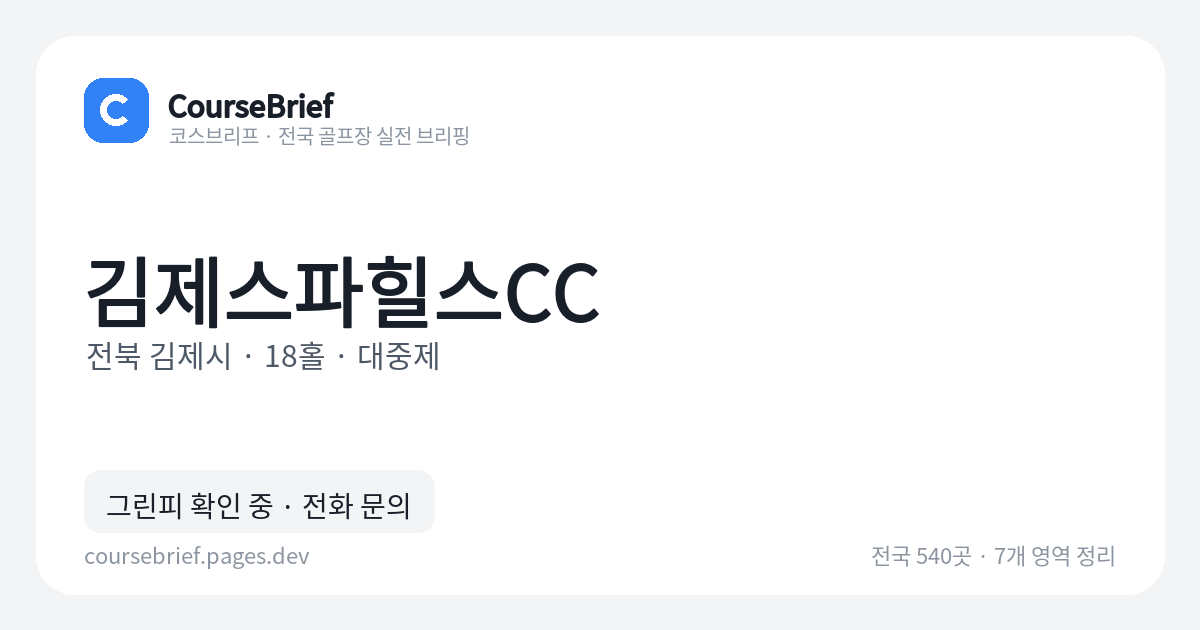 CourseBrief
코스브리프 · 전국 골프장 실전 브리핑
김제스파힐스CC
전북 김제시 · 18홀 · 대중제
그린피 확인 중 · 전화 문의
coursebrief.pages.dev
전국 540곳 · 7개 영역 정리